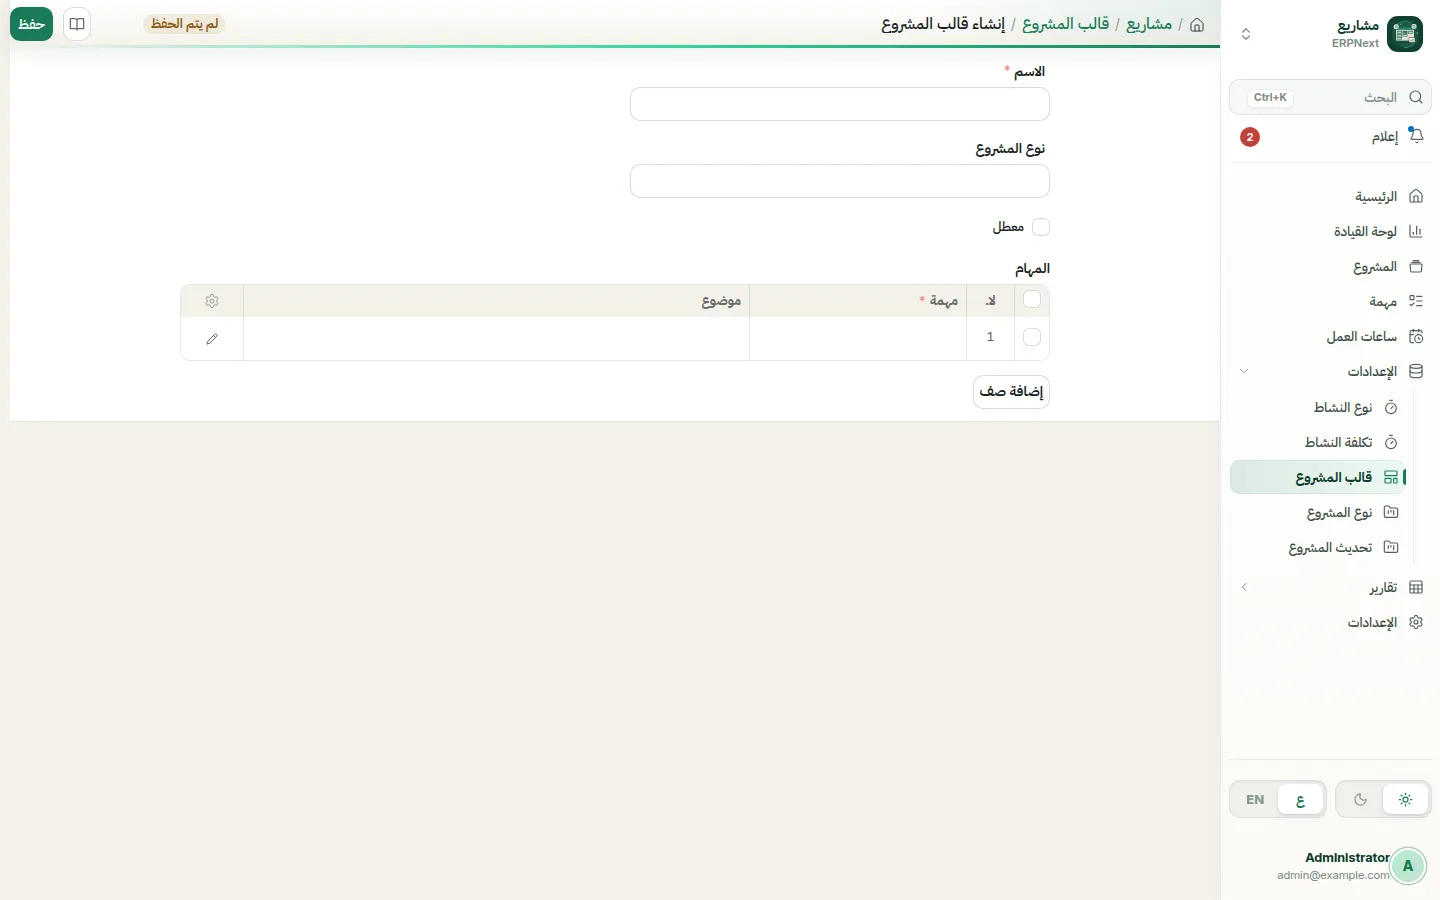 مشاريع
ERPNext
البحث
Ctrl+K
إعلام
2
الرئيسية
لوحة القيادة
المشروع
مهمة
ساعات العمل
الإعدادات
نوع النشاط
تكلفة النشاط
قالب المشروع
نوع المشروع
تحديث المشروع
تقارير
الإعدادات
ع
EN
Administrator
admin@example.com
A
مشاريع / قالب المشروع / إنشاء قالب المشروع
لم يتم الحفظ
حفظ
الاسم *
نوع المشروع
معطل
المهام
لا. مهمة * موضوع
1
إضافة صف